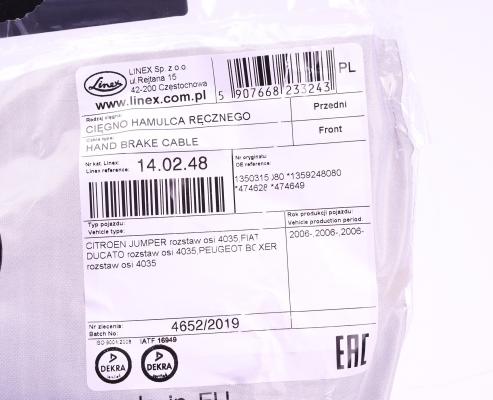 Linex
LINEX Sp. z o.o
ul.Rejtana 15
42-200 Częstochowa
www.linex.com.pl
5 907668 233243
PL
Rodzaj cięgna:
CIĘGNO HAMULCA RĘCZNEGO
Przedni
Cable type:
HAND BRAKE CABLE
Front
Nr kat. Linex:
Linex reference:
14.02.48
Nr oryginału:
OE reference:
1350315 080 *1359248080
*474628 *474649
Typ pojazdu:
Vehicle type:
Rok produkcji pojazdu:
Vehicle production period:
CITROEN JUMPER rozstaw osi 4035,FIAT
DUCATO rozstaw osi 4035,PEUGEOT BOXER
rozstaw osi 4035
2006-,2006-,2006-
Nr zlecenia:
Batch No:
4652/2019
ISO 9001:2008
IATF 16949
DEKRA
DEKRA
EAC
in EU